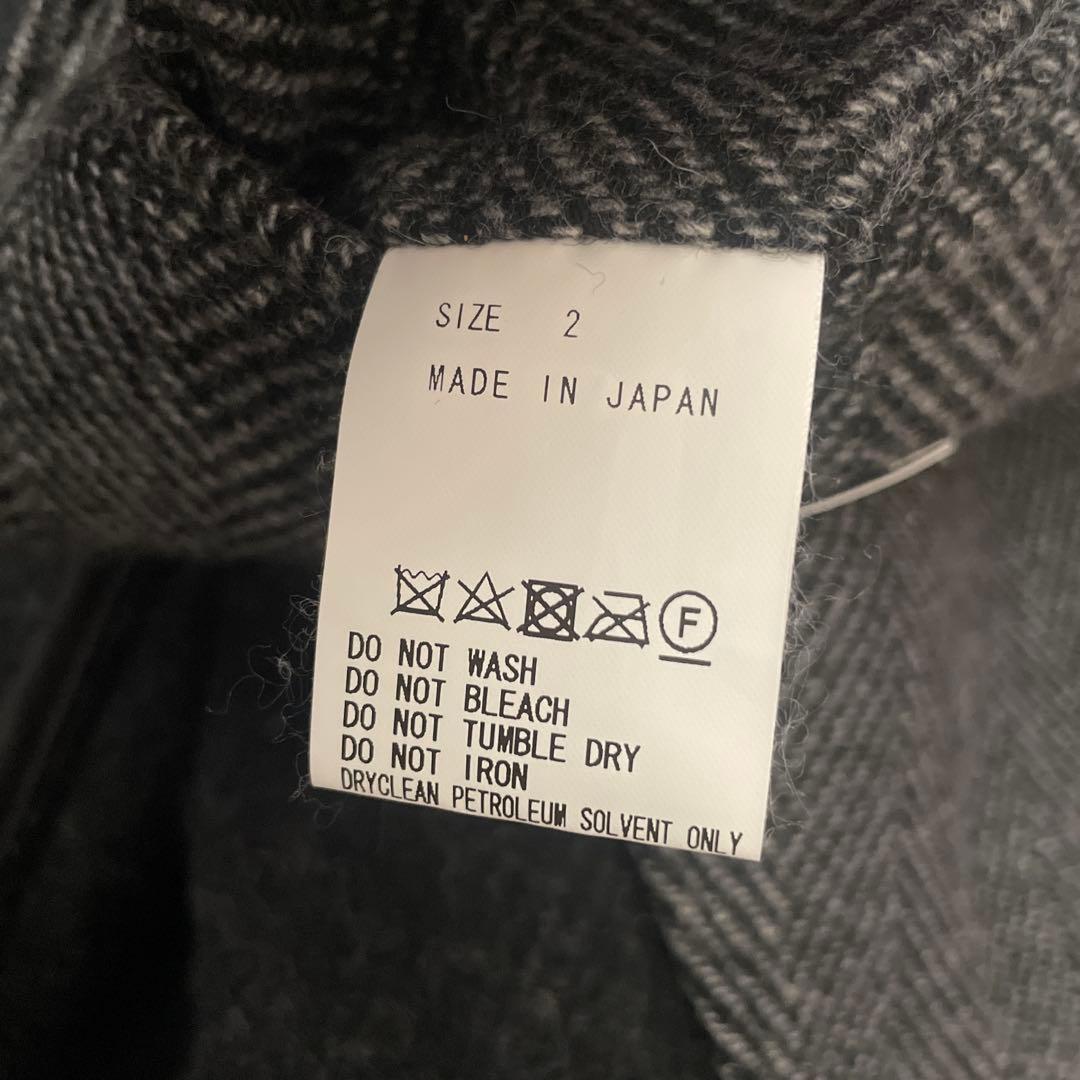 SIZE 2
MADE IN JAPAN
F
DO NOT WASH
DO NOT BLEACH
DO NOT TUMBLE DRY
DO NOT IRON
DRYCLEAN PETROLEUM SOLVENT ONLY